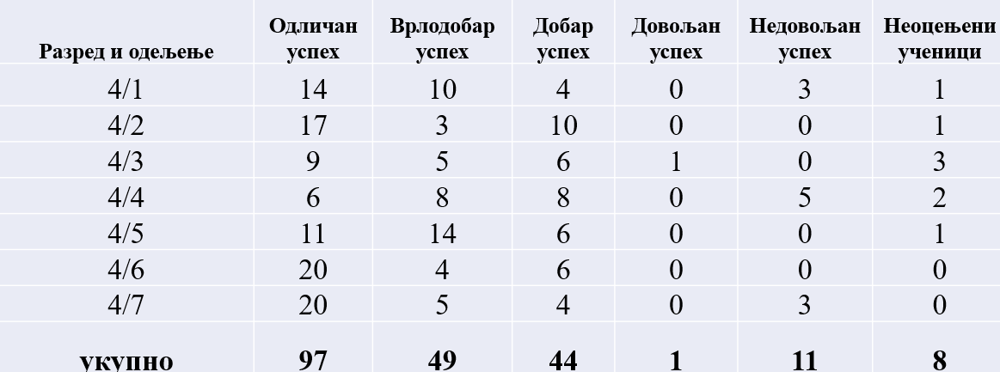 Разред и одељење Одличан успех Врлодобар успех Добар успех Довољан успех Недовољан успех Неоцењени ученици
4/1 14 10 4 0 3 1
4/2 17 3 10 0 0 1
4/3 9 5 6 1 0 3
4/4 6 8 8 0 5 2
4/5 11 14 6 0 0 1
4/6 20 4 6 0 0 0
4/7 20 5 4 0 3 0
укупно 97 49 44 1 11 8